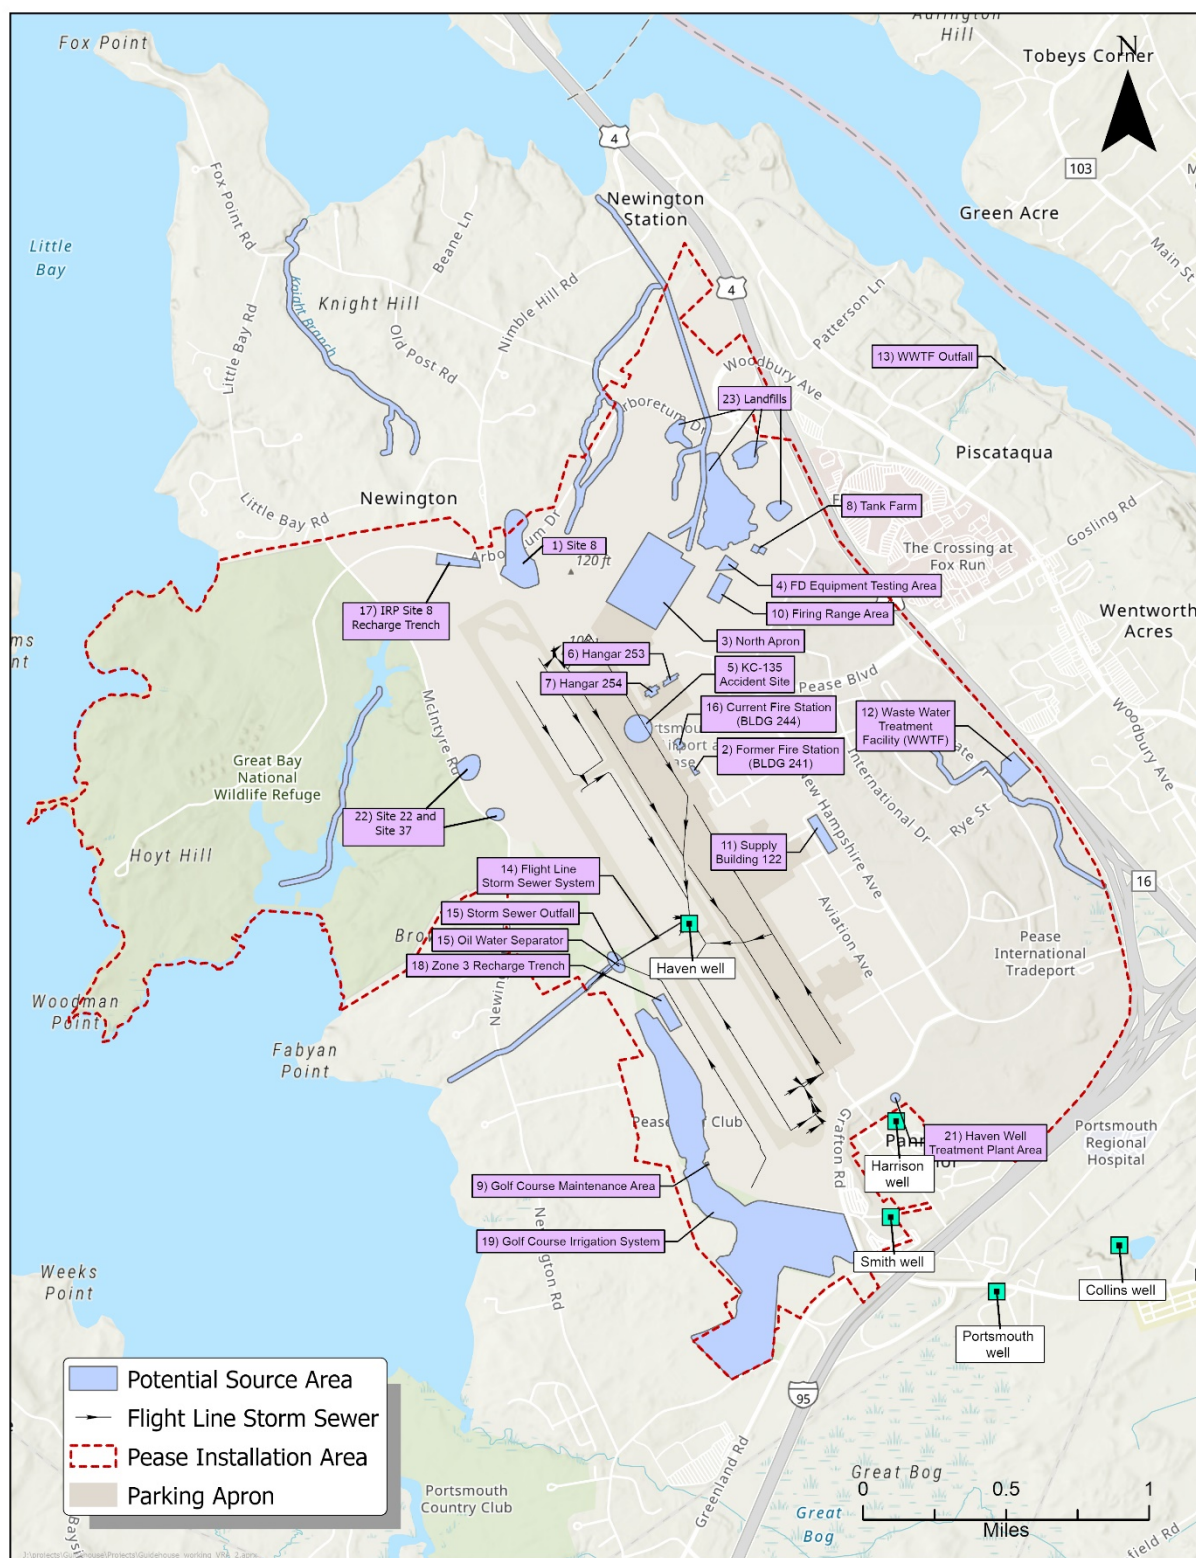 Fox Point
Adlington
Hill
Tobeys Corner
N
4
103
Fox Point Rd
Beane Ln
Newington
Station
Green Acre
Main St
Little
Bay
Knight Branch
Knight Hill
Nimble Hill Rd
4
Patterson Ln
Little Bay Rd
Old Post Rd
Woodbury Ave
13) WWTF Outfall
23) Landfills
Arboretum Dr
Piscataqua
Newington
Little Bay Rd
8) Tank Farm
Gosling Rd
The Crossing at
Fox Run
1) Site 8
120 ft
4) FD Equipment Testing Area
17) IRP Site 8
Recharge Trench
10) Firing Range Area
Wentworth
Acres
3) North Apron
6) Hangar 253
5) KC-135
Accident Site
Pease Blvd
7) Hangar 254
16) Current Fire Station
(BLDG 244)
12) Waste Water
Treatment
Facility (WWTF)
Woodbury Ave
McIntyre Rd
2) Former Fire Station
(BLDG 241)
Great Bay
National
Wildlife Refuge
International Dr
Rye St
New Hampshire Ave
22) Site 22 and
Site 37
Hoyt Hill
11) Supply
Building 122
14) Flight Line
Storm Sewer System
16
15) Storm Sewer Outfall
Aviation Ave
15) Oil Water Separator
Pease
International
Tradeport
18) Zone 3 Recharge Trench
Haven well
Woodman
Point
Fabyan
Point
Grafton Rd
21) Haven Well
Treatment Plant Area
Portsmouth
Regional
Hospital
Harrison
well
9) Golf Course Maintenance Area
Newington Rd
19) Golf Course Irrigation System
Smith well
Weeks
Point
Collins well
Portsmouth
well
95
Potential Source Area
Flight Line Storm Sewer
Pease Installation Area
Parking Apron
Greenland Rd
Great Bog
Portsmouth
Country Club
Great
Bog
0 0.5 1
Miles